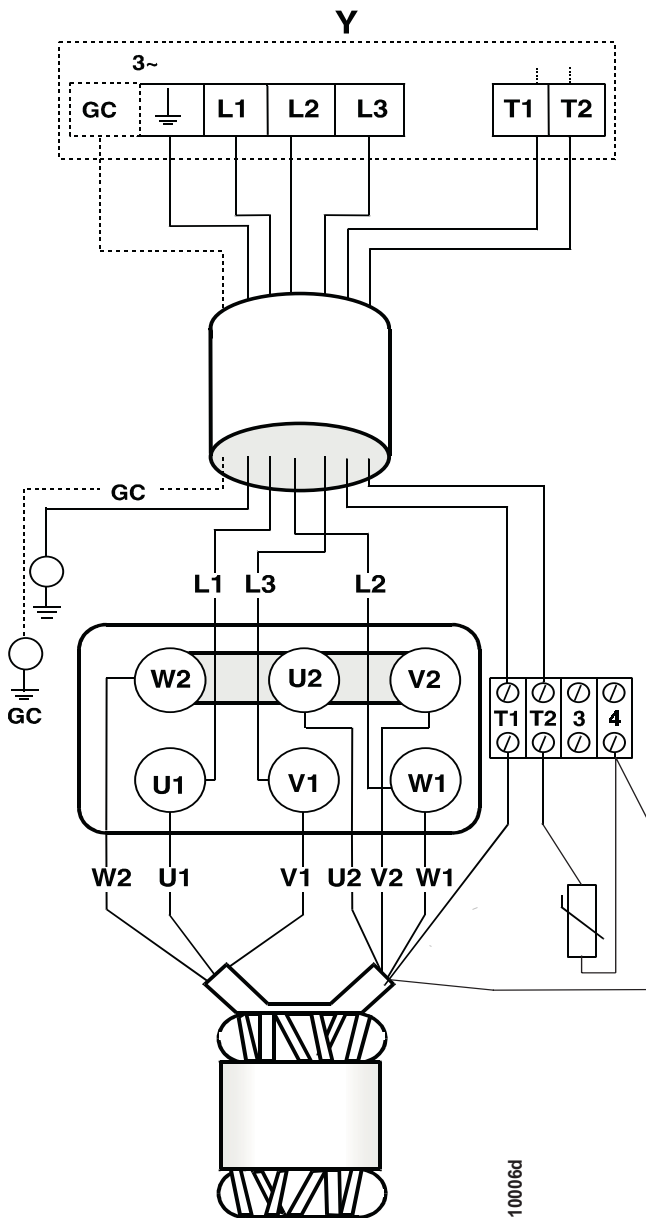 Y
3~
GC L1 L2 L3 T1 T2
GC
L1 L3 L2
W2 U2 V2
T1 T2 3 4
GC
U1 V1 W1
W2 U1 V1 U2 V2 W1
10006d